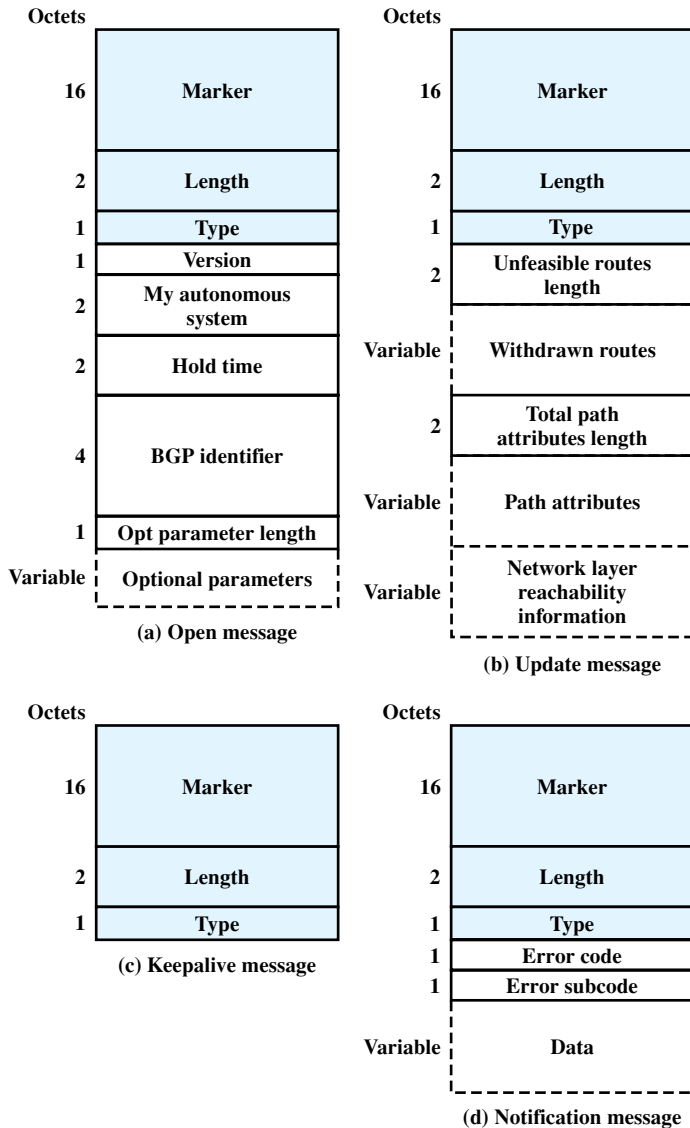 Octets
16 Marker
2 Length
1 Type
1 Version
2 My autonomous
system
2 Hold time
4 BGP identifier
1 Opt parameter length
Variable Optional parameters
(a) Open message
Octets
16 Marker
2 Length
1 Type
2 Unfeasible routes
length
Variable Withdrawn routes
2 Total path
attributes length
Variable Path attributes
Variable Network layer
reachability
information
(b) Update message
Octets
16 Marker
2 Length
1 Type
(c) Keepalive message
Octets
16 Marker
2 Length
1 Type
1 Error code
1 Error subcode
Variable Data
(d) Notification message